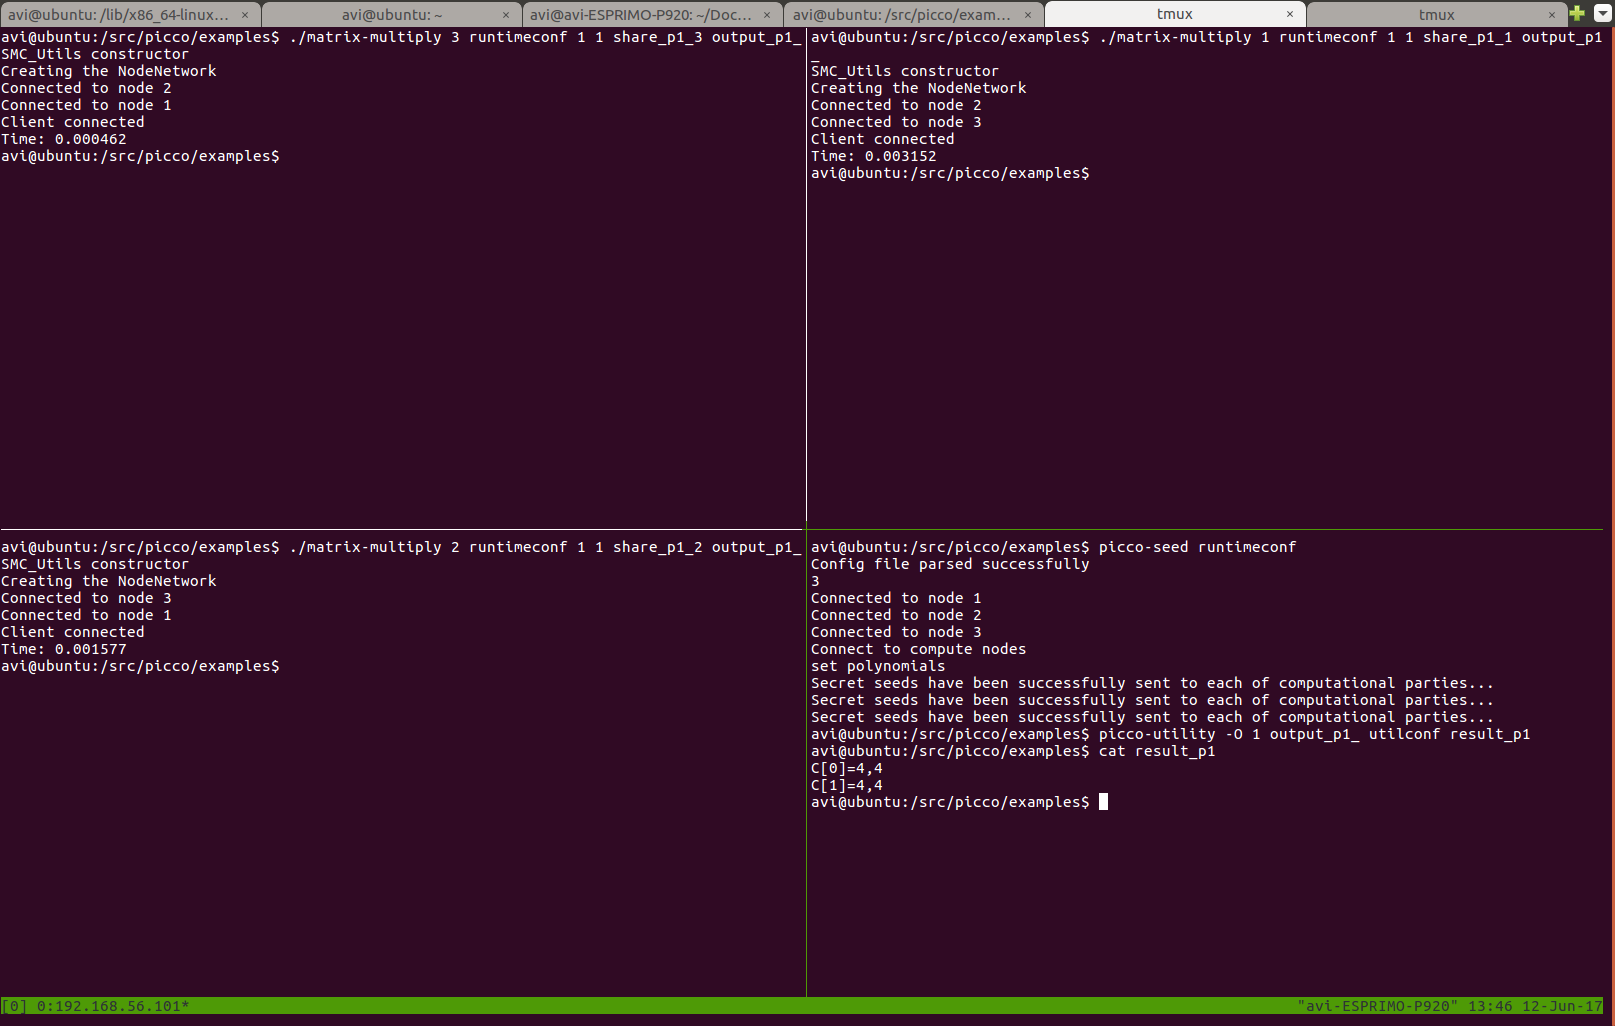 avi@ubuntu: /lib/x86_64-linux... × avi@ubuntu: ~ × avi@avi-ESPRIMO-P920: ~/Doc... × avi@ubuntu: /src/picco/exam... × tmux × tmux ×
avi@ubuntu:/src/picco/examples$ ./matrix-multiply 3 runtimeconf 1 1 share_p1_3 output_p1_
SMC_Utils constructor
Creating the NodeNetwork
Connected to node 2
Connected to node 1
Client connected
Time: 0.000462
avi@ubuntu:/src/picco/examples$
avi@ubuntu:/src/picco/examples$ ./matrix-multiply 1 runtimeconf 1 1 share_p1_1 output_p1
_
SMC_Utils constructor
Creating the NodeNetwork
Connected to node 2
Connected to node 3
Client connected
Time: 0.003152
avi@ubuntu:/src/picco/examples$
avi@ubuntu:/src/picco/examples$ ./matrix-multiply 2 runtimeconf 1 1 share_p1_2 output_p1_
SMC_Utils constructor
Creating the NodeNetwork
Connected to node 3
Connected to node 1
Client connected
Time: 0.001577
avi@ubuntu:/src/picco/examples$
avi@ubuntu:/src/picco/examples$ picco-seed runtimeconf
Config file parsed successfully
3
Connected to node 1
Connected to node 2
Connected to node 3
Connect to compute nodes
set polynomials
Secret seeds have been successfully sent to each of computational parties...
Secret seeds have been successfully sent to each of computational parties...
Secret seeds have been successfully sent to each of computational parties...
avi@ubuntu:/src/picco/examples$ picco-utility -O 1 output_p1_ utilconf result_p1
avi@ubuntu:/src/picco/examples$ cat result_p1
C[0]=4,4
C[1]=4,4
avi@ubuntu:/src/picco/examples$
[0] 0:192.168.56.101* "avi-ESPRIMO-P920" 13:46 12-Jun-17